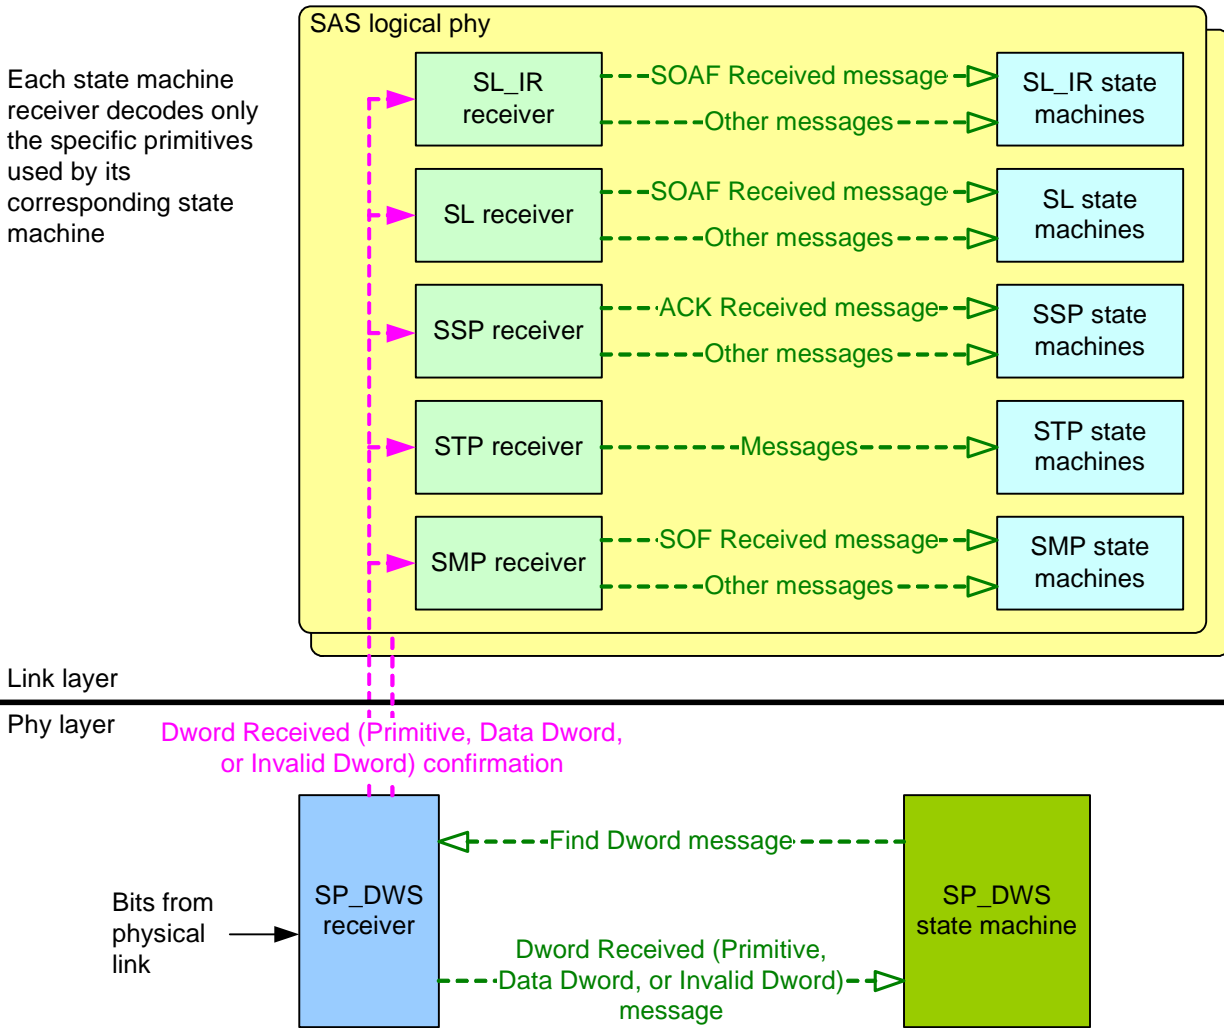 SAS logical phy
Each state machine
receiver decodes only
the specific primitives
used by its
corresponding state
machine
SL_IR
receiver
SOAF Received message
Other messages
SL_IR state
machines
SL receiver
SOAF Received message
Other messages
SL state
machines
SSP receiver
ACK Received message
Other messages
SSP state
machines
STP receiver
Messages
STP state
machines
SMP receiver
SOF Received message
Other messages
SMP state
machines
Link layer
Phy layer
Dword Received (Primitive, Data Dword,
or Invalid Dword) confirmation
Bits from
physical
link
SP_DWS
receiver
Find Dword message
Dword Received (Primitive,
Data Dword, or Invalid Dword)
message
SP_DWS
state machine